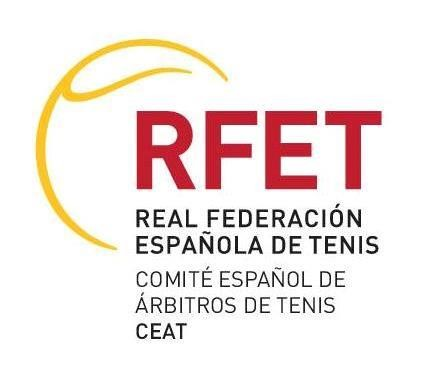 RFET
REAL FEDERACIÓN
ESPAÑOLA DE TENIS
COMITÉ ESPAÑOL DE
ÁRBITROS DE TENIS
CEAT